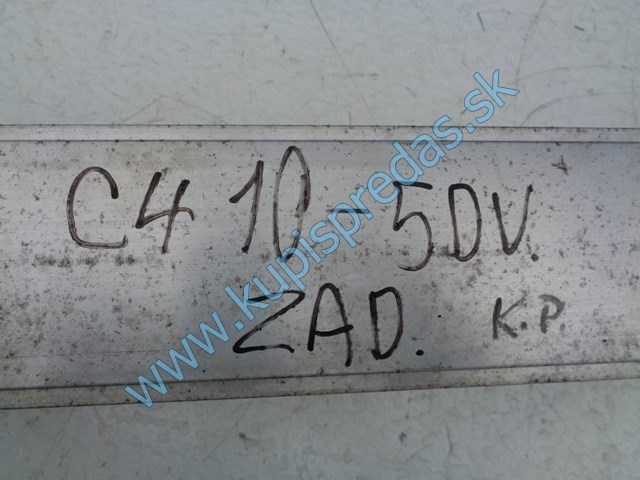 C4 10-5DV.
ZAD. K.P.
www.kupispredas.sk